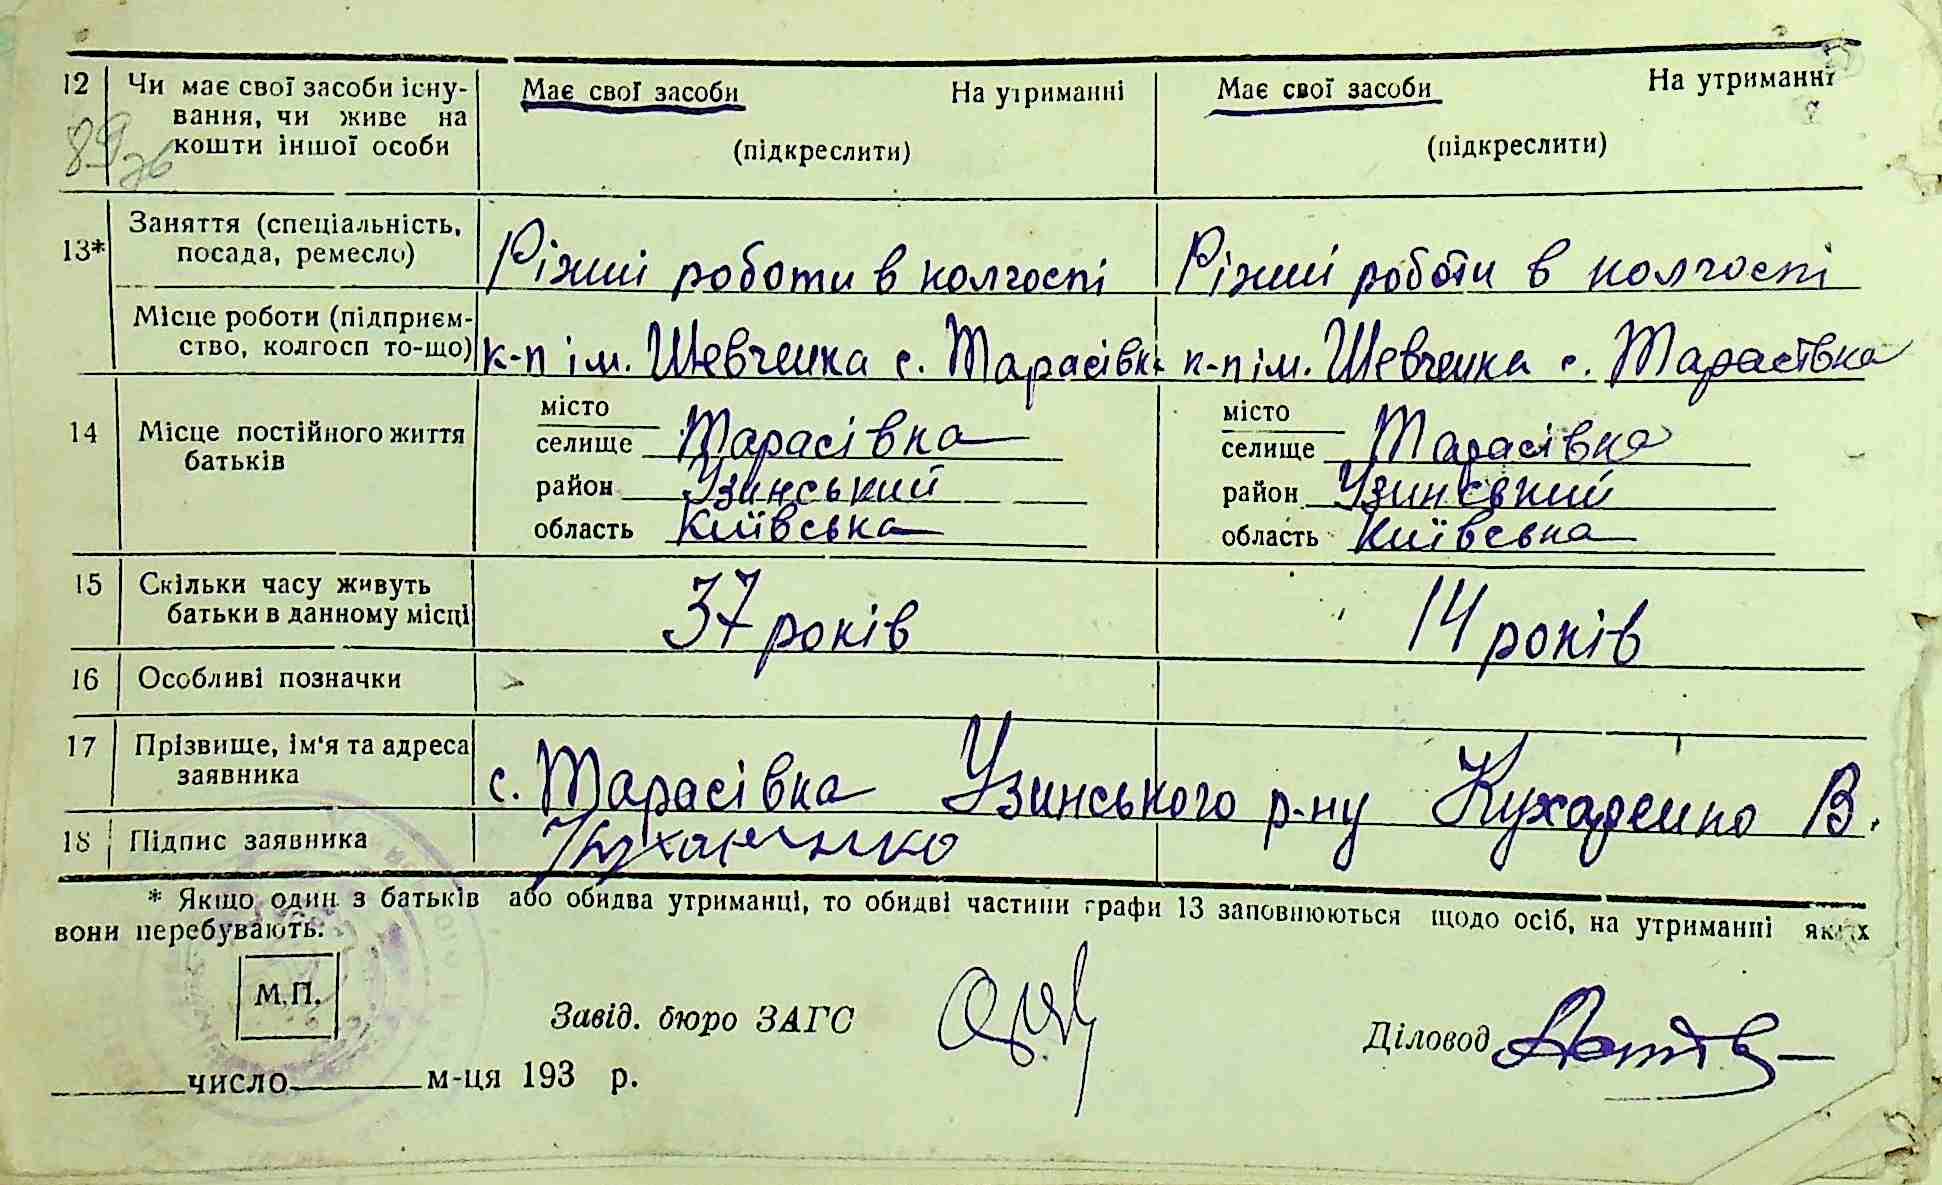 12 Чи має свої засоби існу- Має свої засоби На утриманні Має свої засоби На утриманні
вання, чи живе на
кошти іншої особи (підкреслити) (підкреслити)
Заняття (спеціальність,
13* посада, ремесло) Ріжні роботи в колгоспі Ріжні роботи в колгоспі
Місце роботи (підприєм-
ство, колгосп то-що) к-п ім. Шевченка с. Тарасівка к-п ім. Шевченка с. Тарасівка
місто місто
14 Місце постійного життя селище Тарасівка селище Тарасівка
батьків район Узинський район Узинський
область Київська область Київська
15 Скільки часу живуть
батьки в данному місці 37 років 14 років
16 Особливі позначки
17 Прізвище, ім'я та адреса
заявника с. Тарасівка Узинського р-ну Кухаренко В.
18 Підпис заявника Кухаренко
* Якщо один з батьків або обидва утриманці, то обидві частини графи 13 заповнюються щодо осіб, на утриманні яких
вони перебувають.
М.П.
Завід. бюро ЗАГС Діловод
число м-ця 193 р.